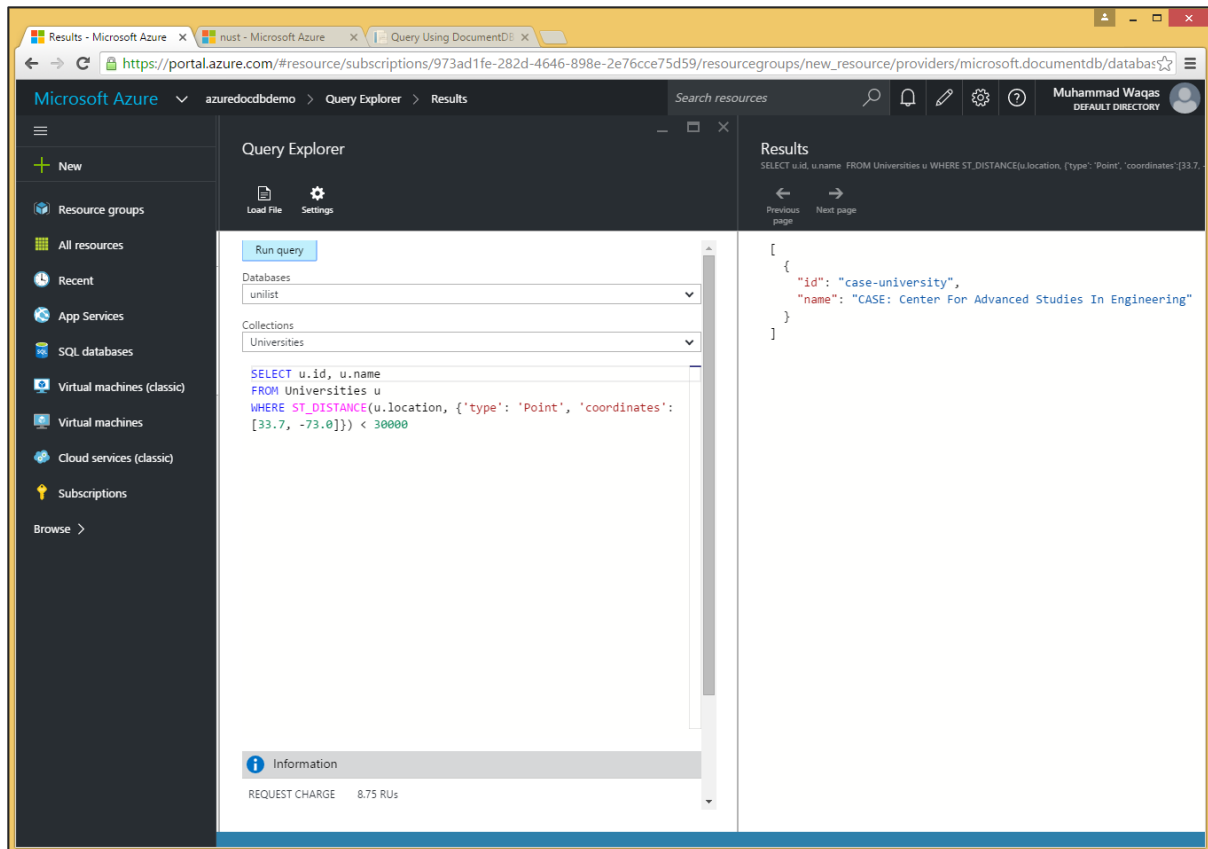 Results - Microsoft Azure
nust - Microsoft Azure
Query Using DocumentDB
https://portal.azure.com/#resource/subscriptions/973ad1fe-282d-4646-898e-2e76cce75d59/resourcegroups/new_resource/providers/microsoft.documentdb/databas
Microsoft Azure azuredocdbdemo > Query Explorer > Results
Search resources
Muhammad Waqas
DEFAULT DIRECTORY
New
Resource groups
All resources
Recent
App Services
SQL databases
Virtual machines (classic)
Virtual machines
Cloud services (classic)
Subscriptions
Browse >
Query Explorer
Load File Settings
Run query
Databases
unilist
Collections
Universities
SELECT u.id, u.name
FROM Universities u
WHERE ST_DISTANCE(u.location, {'type': 'Point', 'coordinates':
[33.7, -73.0]}) < 30000
Information
REQUEST CHARGE 8.75 RUs
Results
SELECT u.id, u.name FROM Universities u WHERE ST_DISTANCE(u.location, {'type': 'Point', 'coordinates':[33.7, -
Previous page
Next page
[
{
"id": "case-university",
"name": "CASE: Center For Advanced Studies In Engineering"
}
]